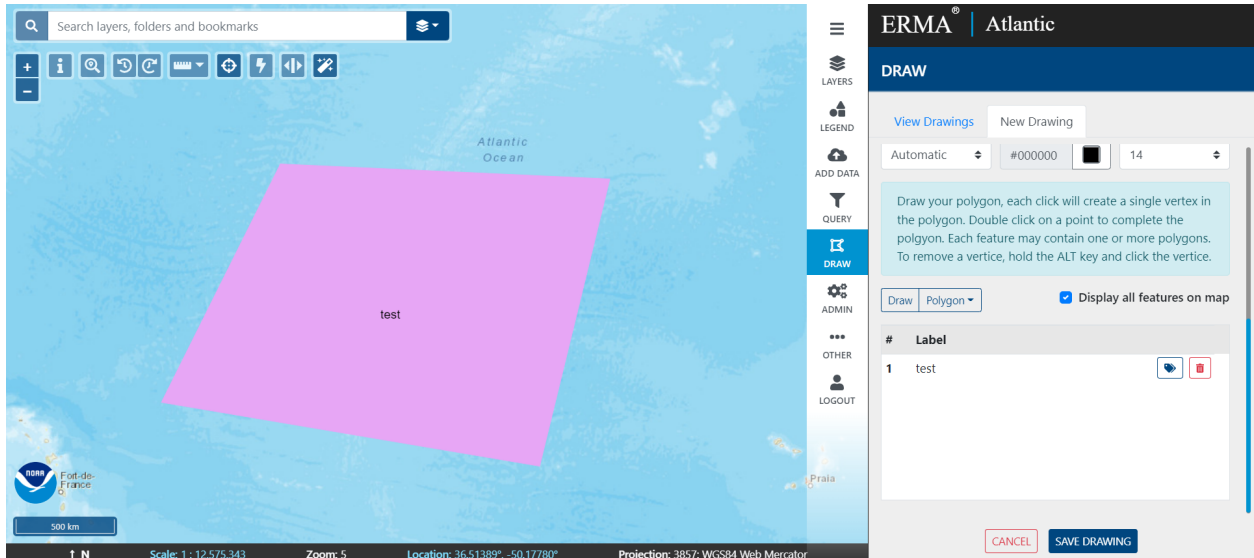 Search layers, folders and bookmarks
Atlantic
Ocean
test
NOAA
Fort-de-
France
Praia
500 km
N
Scale: 1 : 12.575.343
Zoom: 5
Location: 36.51389°, -50.17780°
Projection: 3857: WGS84 Web Mercator
LAYERS
LEGEND
ADD DATA
QUERY
DRAW
ADMIN
OTHER
LOGOUT
ERMA® | Atlantic
DRAW
View Drawings
New Drawing
Automatic
#000000
14
Draw your polygon, each click will create a single vertex in
the polygon. Double click on a point to complete the
polgyon. Each feature may contain one or more polygons.
To remove a vertice, hold the ALT key and click the vertice.
Draw
Polygon
Display all features on map
# Label
1 test
CANCEL
SAVE DRAWING